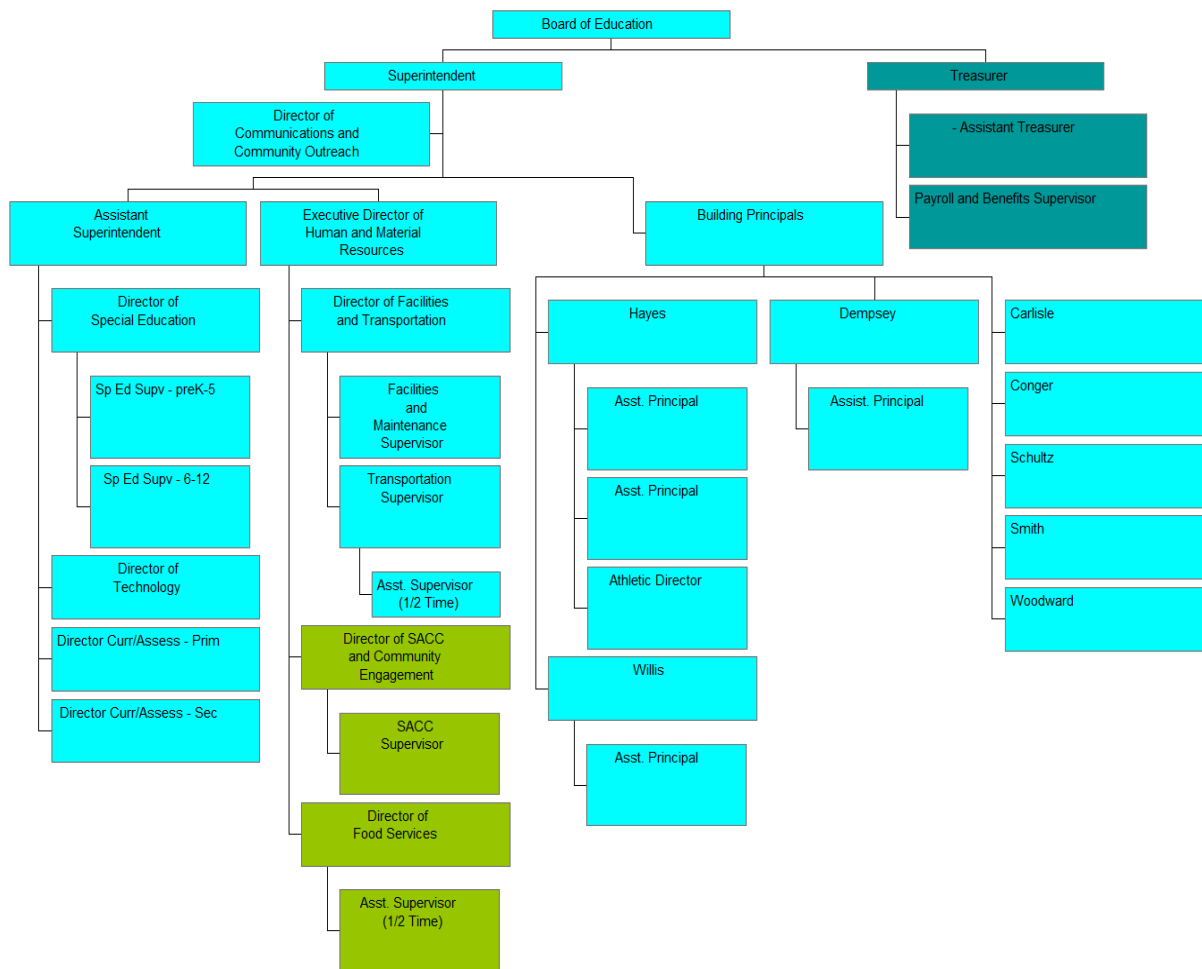 Board of Education
Superintendent
Treasurer
Director of
Communications and
Community Outreach
- Assistant Treasurer
Payroll and Benefits Supervisor
Assistant
Superintendent
Executive Director of
Human and Material
Resources
Building Principals
Director of
Special Education
Sp Ed Supv - preK-5
Sp Ed Supv - 6-12
Director of
Technology
Director Curr/Assess - Prim
Director Curr/Assess - Sec
Director of Facilities
and Transportation
Facilities
and
Maintenance
Supervisor
Transportation
Supervisor
Asst. Supervisor
(1/2 Time)
Director of SACC
and Community
Engagement
SACC
Supervisor
Director of
Food Services
Asst. Supervisor
(1/2 Time)
Hayes
Asst. Principal
Asst. Principal
Athletic Director
Willis
Asst. Principal
Dempsey
Assist. Principal
Carlisle
Conger
Schultz
Smith
Woodward